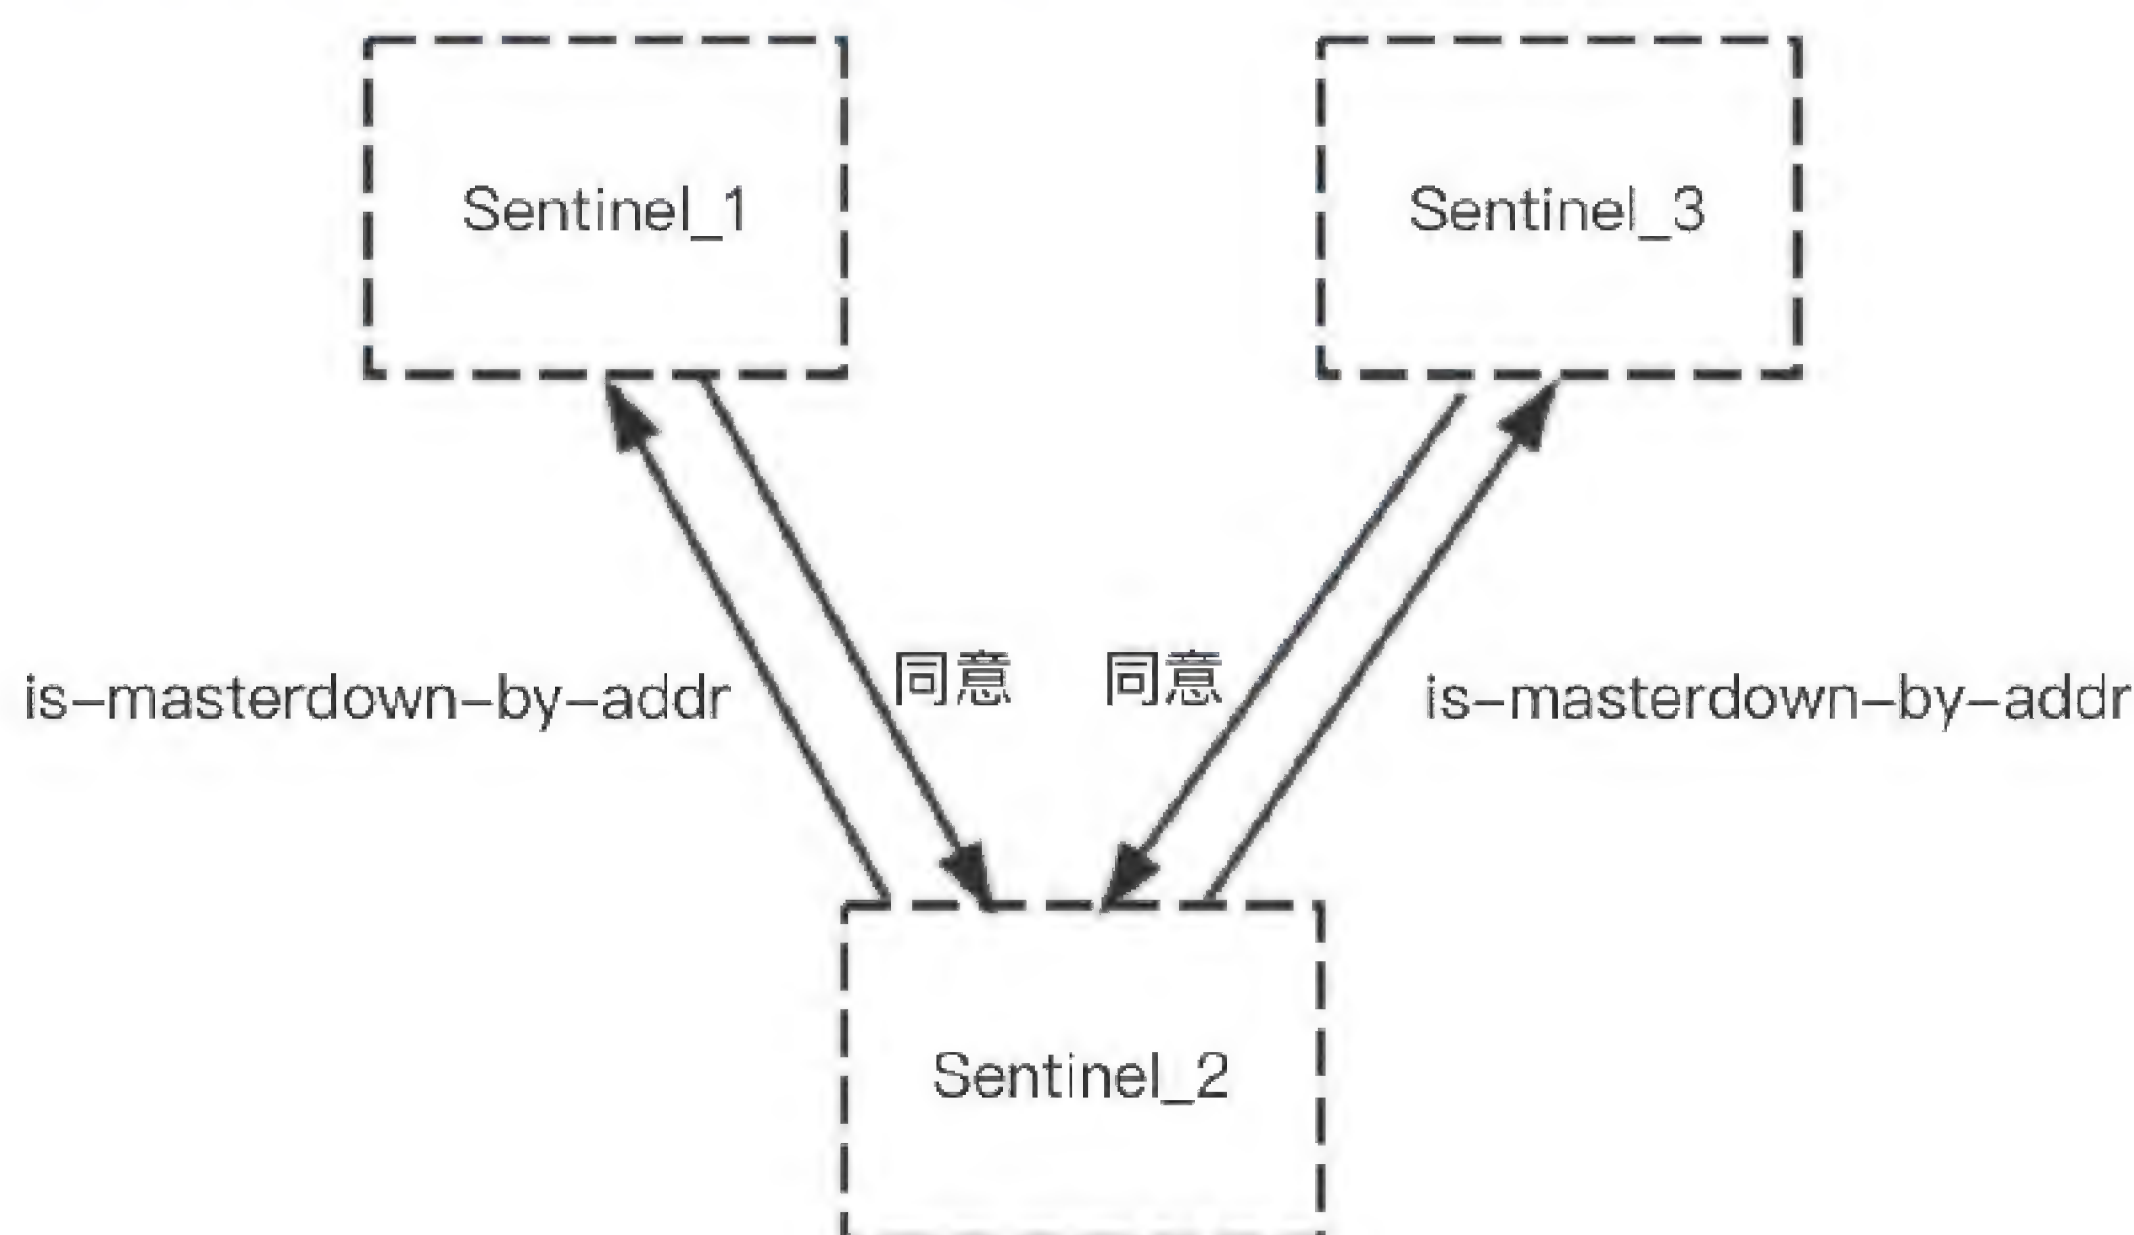 Sentinel_1
Sentinel_3
is-masterdown-by-addr
同意
同意
is-masterdown-by-addr
Sentinel_2